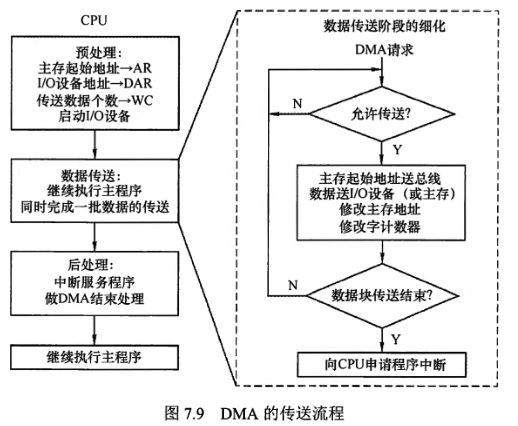 CPU
预处理：
主存起始地址→AR
I/O设备地址→DAR
传送数据个数→WC
启动I/O设备
数据传送：
继续执行主程序
同时完成一批数据的传送
后处理：
中断服务程序
做DMA结束处理
继续执行主程序
数据传送阶段的细化
DMA请求
N
允许传送?
Y
主存起始地址送总线
数据送I/O设备（或主存）
修改主存地址
修改字计数器
N
数据块传送结束?
Y
向CPU申请程序中断
图 7.9 DMA 的传送流程